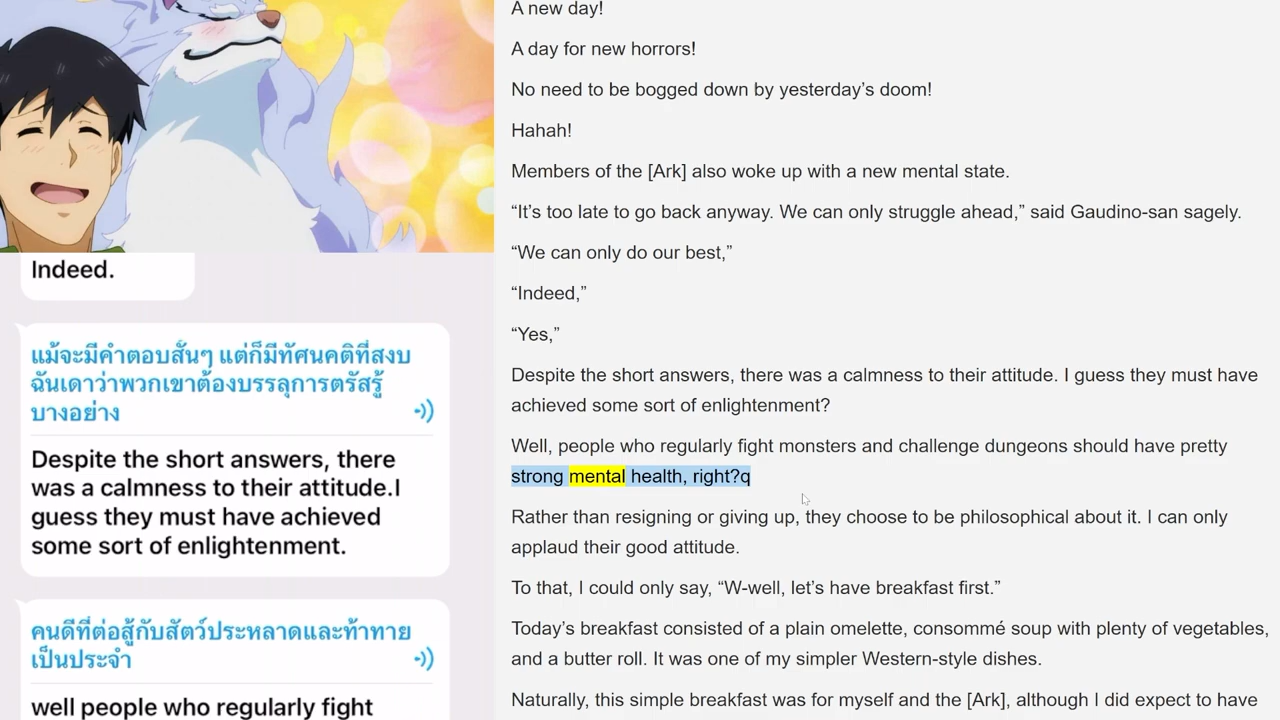 Indeed.
แม้จะมีคำตอบสั้นๆ แต่ก็มีทัศนคติที่สงบ
ฉันเดาว่าพวกเขาต้องบรรลุการตรัสรู้
บางอย่าง
Despite the short answers, there
was a calmness to their attitude.I
guess they must have achieved
some sort of enlightenment.
คนดีที่ต่อสู้กับสัตว์ประหลาดและท้าทาย
เป็นประจำ
well people who regularly fight
A new day!
A day for new horrors!
No need to be bogged down by yesterday’s doom!
Hahah!
Members of the [Ark] also woke up with a new mental state.
“It’s too late to go back anyway. We can only struggle ahead,” said Gaudino-san sagely.
“We can only do our best,”
“Indeed,”
“Yes,”
Despite the short answers, there was a calmness to their attitude. I guess they must have
achieved some sort of enlightenment?
Well, people who regularly fight monsters and challenge dungeons should have pretty
strong mental health, right?q
Rather than resigning or giving up, they choose to be philosophical about it. I can only
applaud their good attitude.
To that, I could only say, “W-well, let’s have breakfast first.”
Today’s breakfast consisted of a plain omelette, consommé soup with plenty of vegetables,
and a butter roll. It was one of my simpler Western-style dishes.
Naturally, this simple breakfast was for myself and the [Ark], although I did expect to have